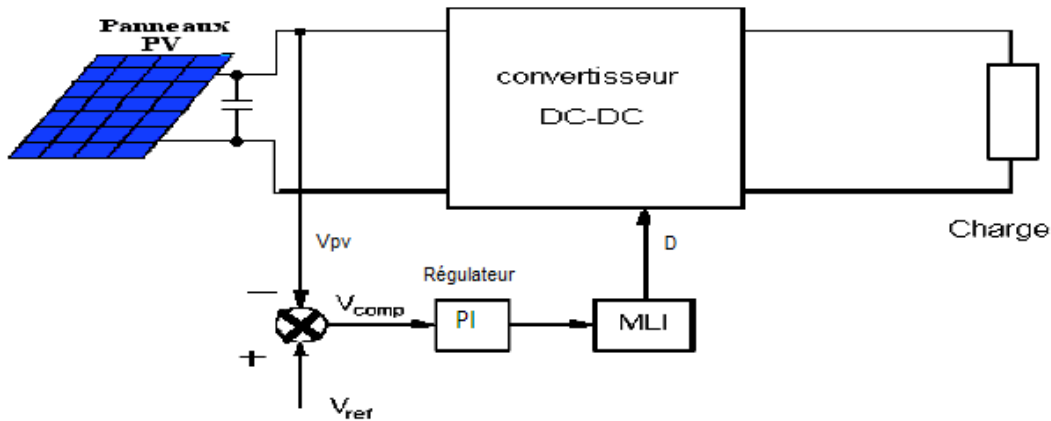 Panneaux
PV
convertisseur
DC-DC
Charge
Vpv
D
Régulateur
−
Vcomp
PI
MLI
+
Vref